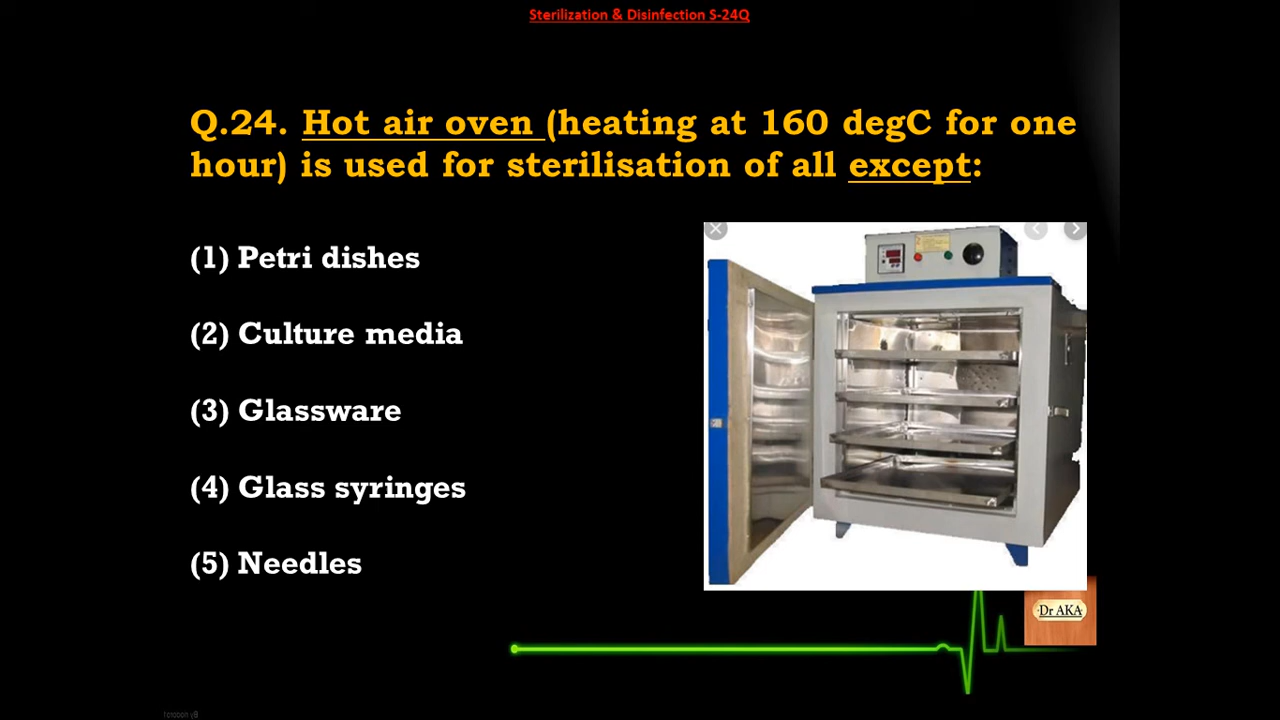 Sterilization & Disinfection S-24Q
Q.24. Hot air oven (heating at 160 degC for one
hour) is used for sterilisation of all except:
(1) Petri dishes
(2) Culture media
(3) Glassware
(4) Glass syringes
(5) Needles
Dr AKA